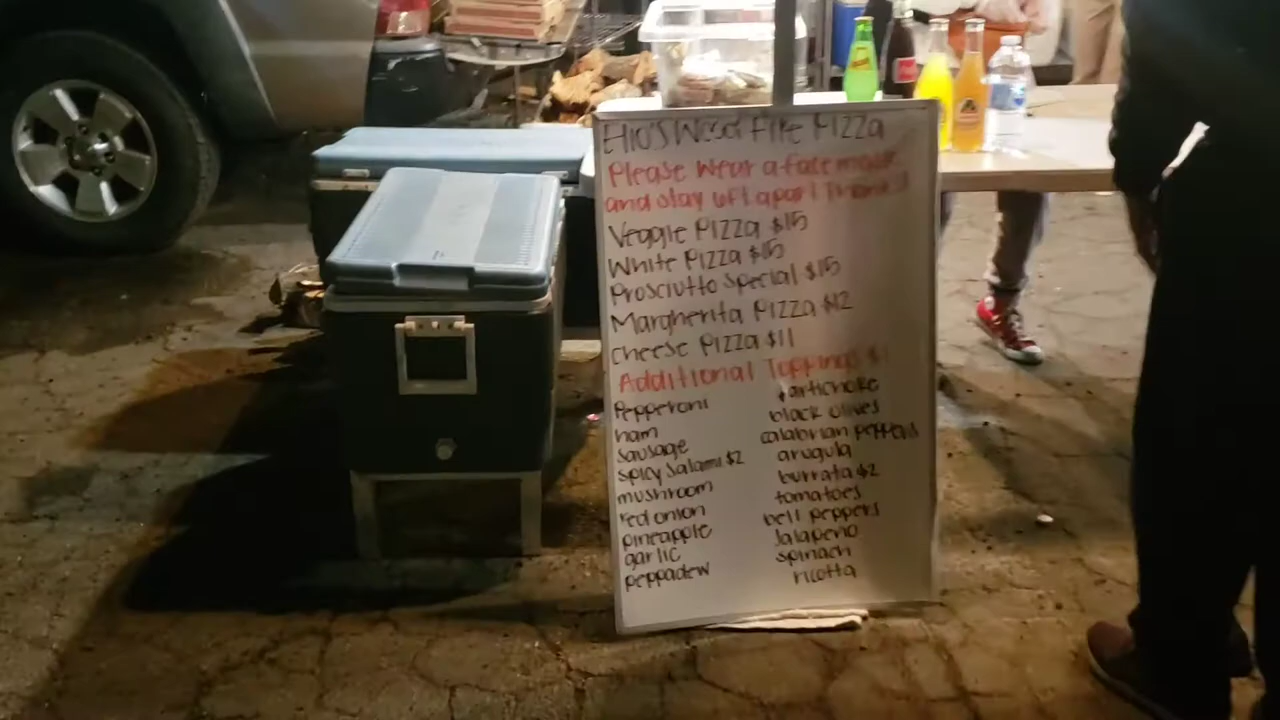 Elio's Wood Fire Pizza
Please wear a face mask
and stay 6ft apart Thanks!
Veggie Pizza $15
White Pizza $15
Prosciutto Special $15
Margherita Pizza $12
Cheese Pizza $11
Additional Toppings $1
Pepperoni
ham
sausage
spicy salami $2
mushroom
red onion
pineapple
garlic
peppadew
artichoke
black olives
calabrian peppers
arugula
burrata $2
tomatoes
bell peppers
Jalapeño
spinach
ricotta